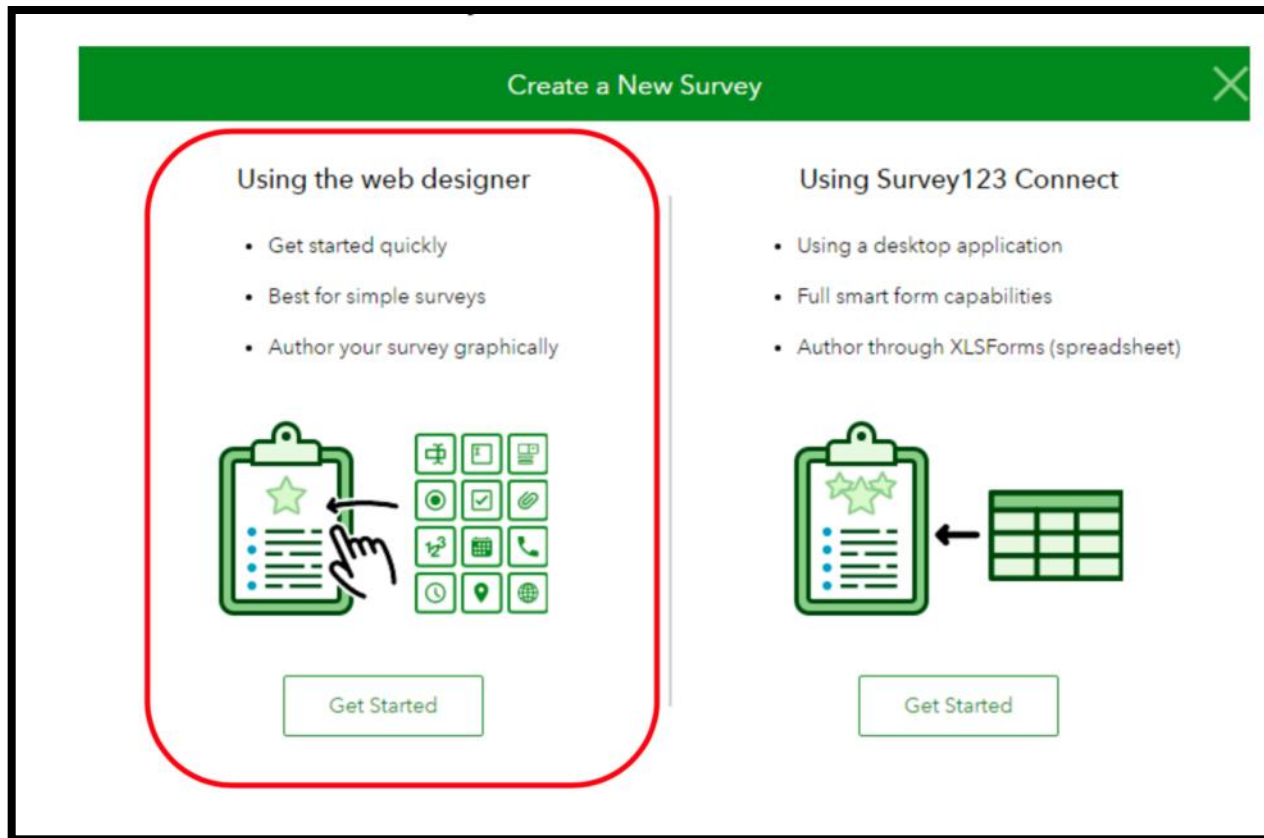 Create a New Survey
Using the web designer
• Get started quickly
• Best for simple surveys
• Author your survey graphically
Get Started
Using Survey123 Connect
• Using a desktop application
• Full smart form capabilities
• Author through XLSForms (spreadsheet)
Get Started